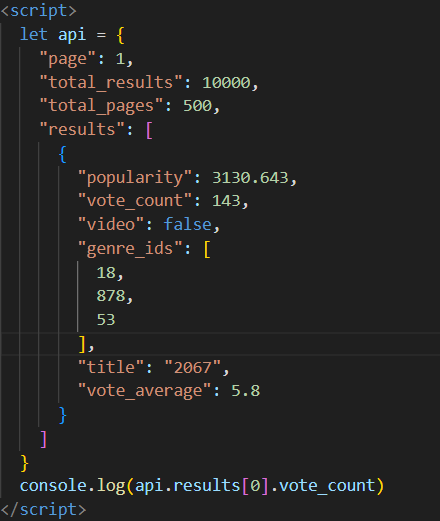 <script>
let api = {
"page": 1,
"total_results": 10000,
"total_pages": 500,
"results": [
{
"popularity": 3130.643,
"vote_count": 143,
"video": false,
"genre_ids": [
18,
878,
53
],
"title": "2067",
"vote_average": 5.8
}
]
}
console.log(api.results[0].vote_count)
</script>